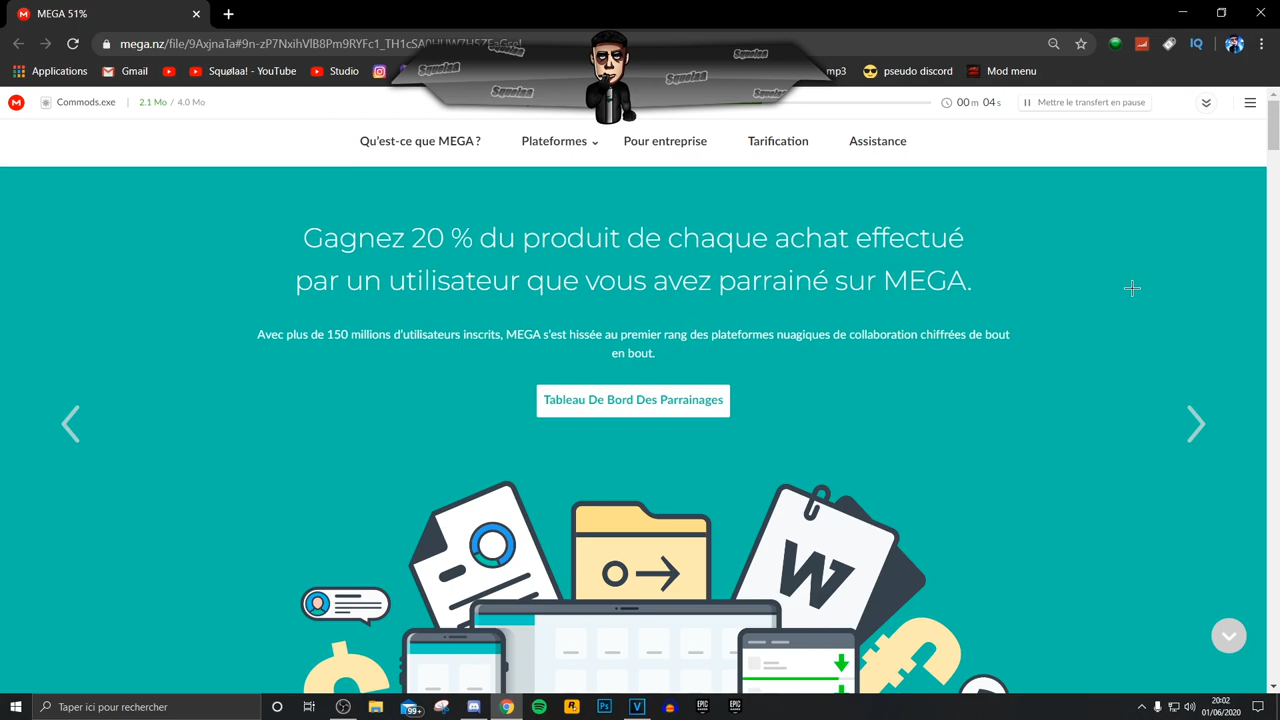 MEGA 51%
mega.nz/file/9AxjnaTa#9n-zP7NxihVlB8Pm9RYFc1_TH1cSA0HUWZH5ZEaGreI
Applications
Gmail
Squølaa! - YouTube
Studio
mp3
pseudo discord
Mod menu
Squølaa
Squølaa
Squølaa
Squølaa
Squølaa
Squølaa
Commods.exe
2.1 Mo / 4.0 Mo
00 m 04 s
Mettre le transfert en pause
Qu'est-ce que MEGA ?
Plateformes
Pour entreprise
Tarification
Assistance
Gagnez 20 % du produit de chaque achat effectué
par un utilisateur que vous avez parrainé sur MEGA.
Avec plus de 150 millions d'utilisateurs inscrits, MEGA s'est hissée au premier rang des plateformes nuagiques de collaboration chiffrées de bout
en bout.
Tableau De Bord Des Parrainages
W
Taper ici pour rechercher
99+
20:02
01/06/2020